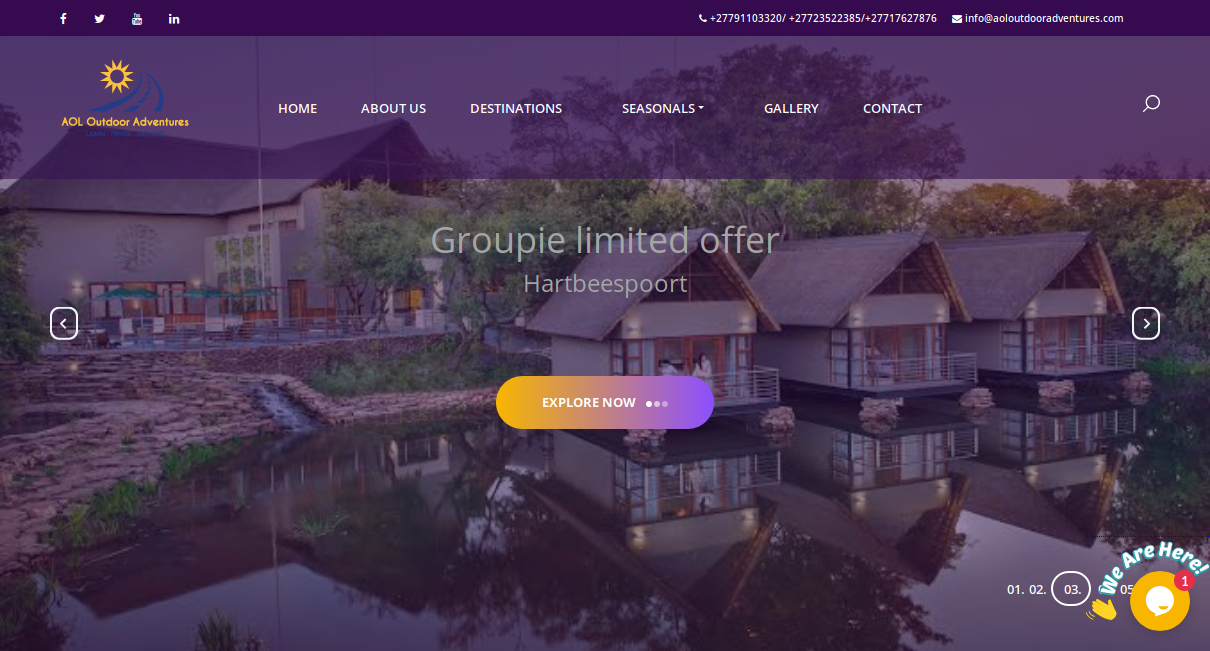 +27791103320/ +27723522385/+27717627876 info@aoloutdooradventures.com
AOL Outdoor Adventures
HOME ABOUT US DESTINATIONS SEASONALS GALLERY CONTACT
Groupie limited offer
Hartbeespoort
EXPLORE NOW
We Are Here!
1
01. 02. 03. 05